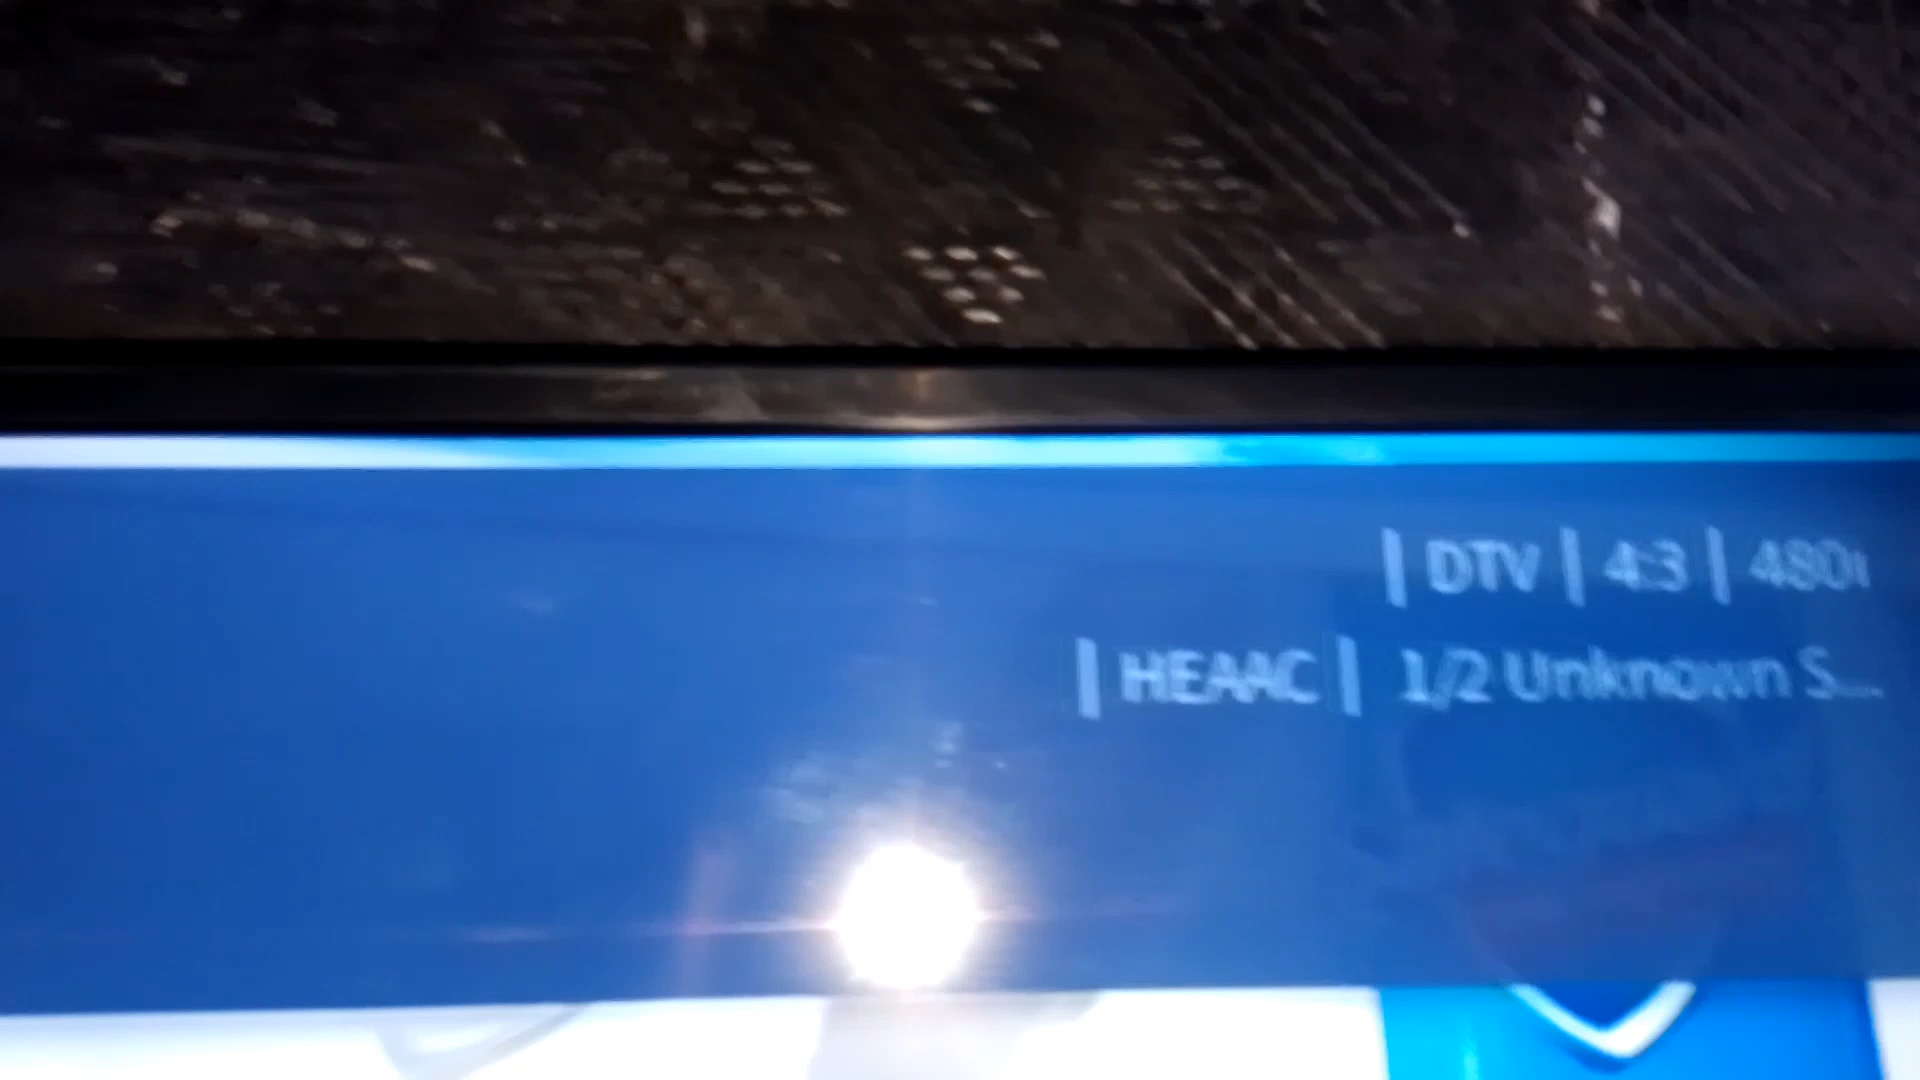 | DTV | 4:3 | 480i
| HEAAC | 1/2 Unknown S...